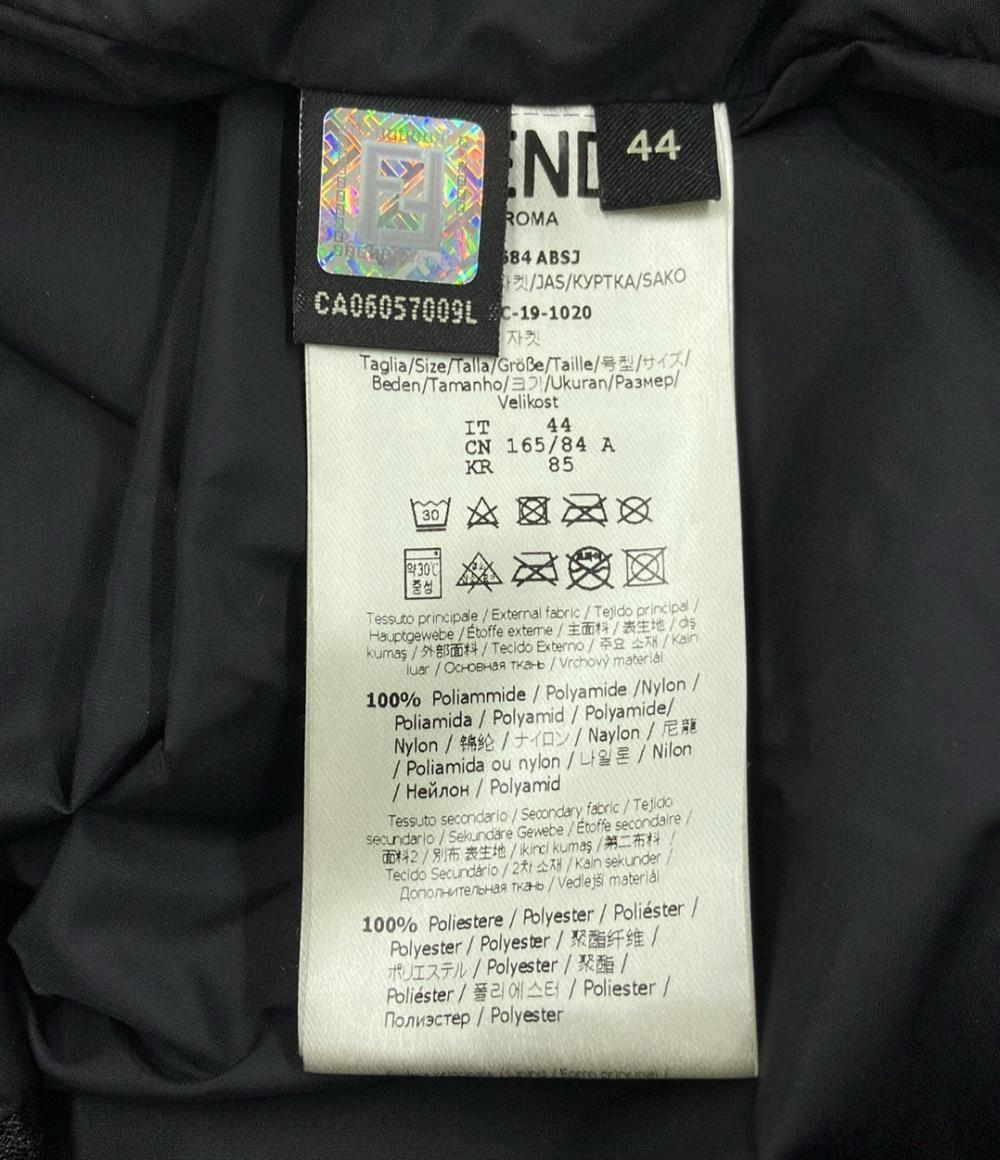 44
ROMA
584 ABSJ
자켓/JAS/КУРТКА/SAKO
CA06057009L
C-19-1020
자켓
Taglia/Size/Talla/Größe/Taille/号型/サイズ/
Beden/Tamanho/크기/Ukuran/Размер/
Velikost
IT 44
CN 165/84 A
KR 85
30
약30℃
중성
Tessuto principale / External fabric / Tejido principal /
Hauptgewebe / Étoffe externe / 主面料 / 表生地 / dış
kumaş / 外部面料 / Tecido Externo / 주요 소재 / Kain
luar / Основная ткань / Vrchový materiál
100% Poliammide / Polyamide /Nylon /
Poliamida / Polyamid / Polyamide/
Nylon / 锦纶 / ナイロン / Naylon / 尼龍
/ Poliamida ou nylon / 나일론 / Nilon
/ Нейлон / Polyamid
Tessuto secondario / Secondary fabric / Tejido
secundario / Sekundäre Gewebe / Étoffe secondaire /
面料2 / 別布 表生地 / ikinci kumaş / 第二布料 /
Tecido Secundário / 2차 소재 / Kain sekunder /
Дополнительная ткань / Vedlejší materiál
100% Poliestere / Polyester / Poliéster /
Polyester / Polyester / 聚酯纤维 /
ポリエステル / Polyester / 聚酯 /
Poliéster / 폴리에스터 / Poliester /
Полиэстер / Polyester